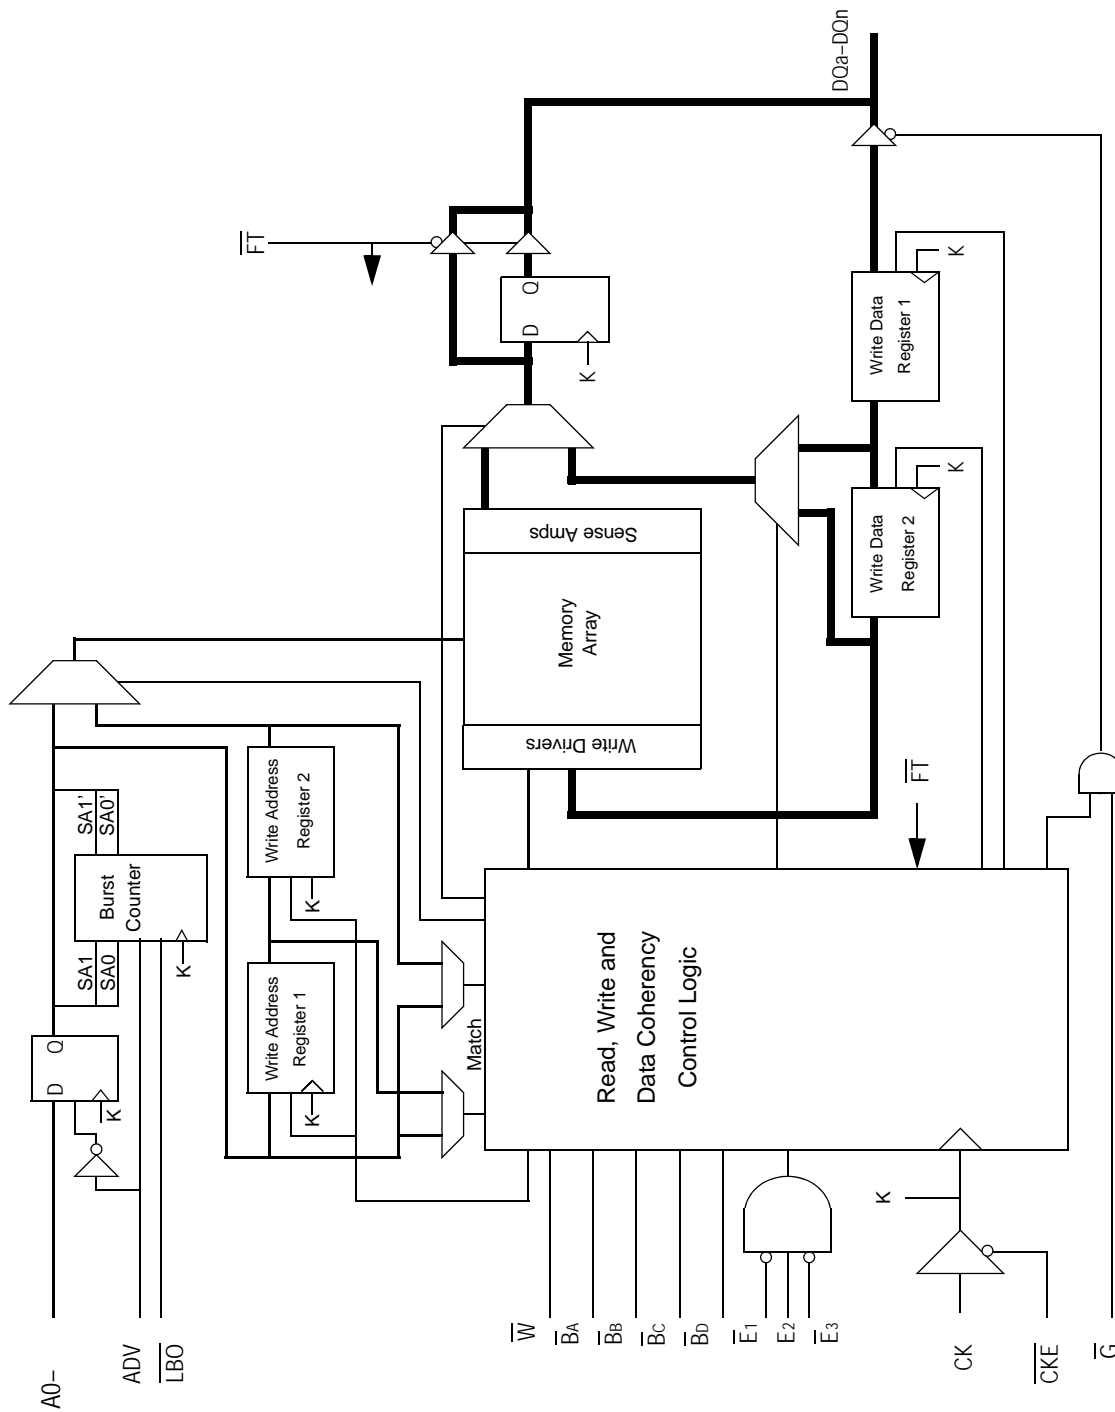 A0–
D Q
K
SA1
SA0
Burst
Counter
SA1’
SA0’
K
ADV
LBO
Write Address
Register 1
K
Write Address
Register 2
K
FT
Match
Write Drivers
Memory
Array
Sense Amps
D Q
K
W
BA
BB
BC
BD
E1
E2
E3
Read, Write and
Data Coherency
Control Logic
FT
Write Data
Register 2
K
Write Data
Register 1
K
DQa–DQn
K
CK
CKE
G